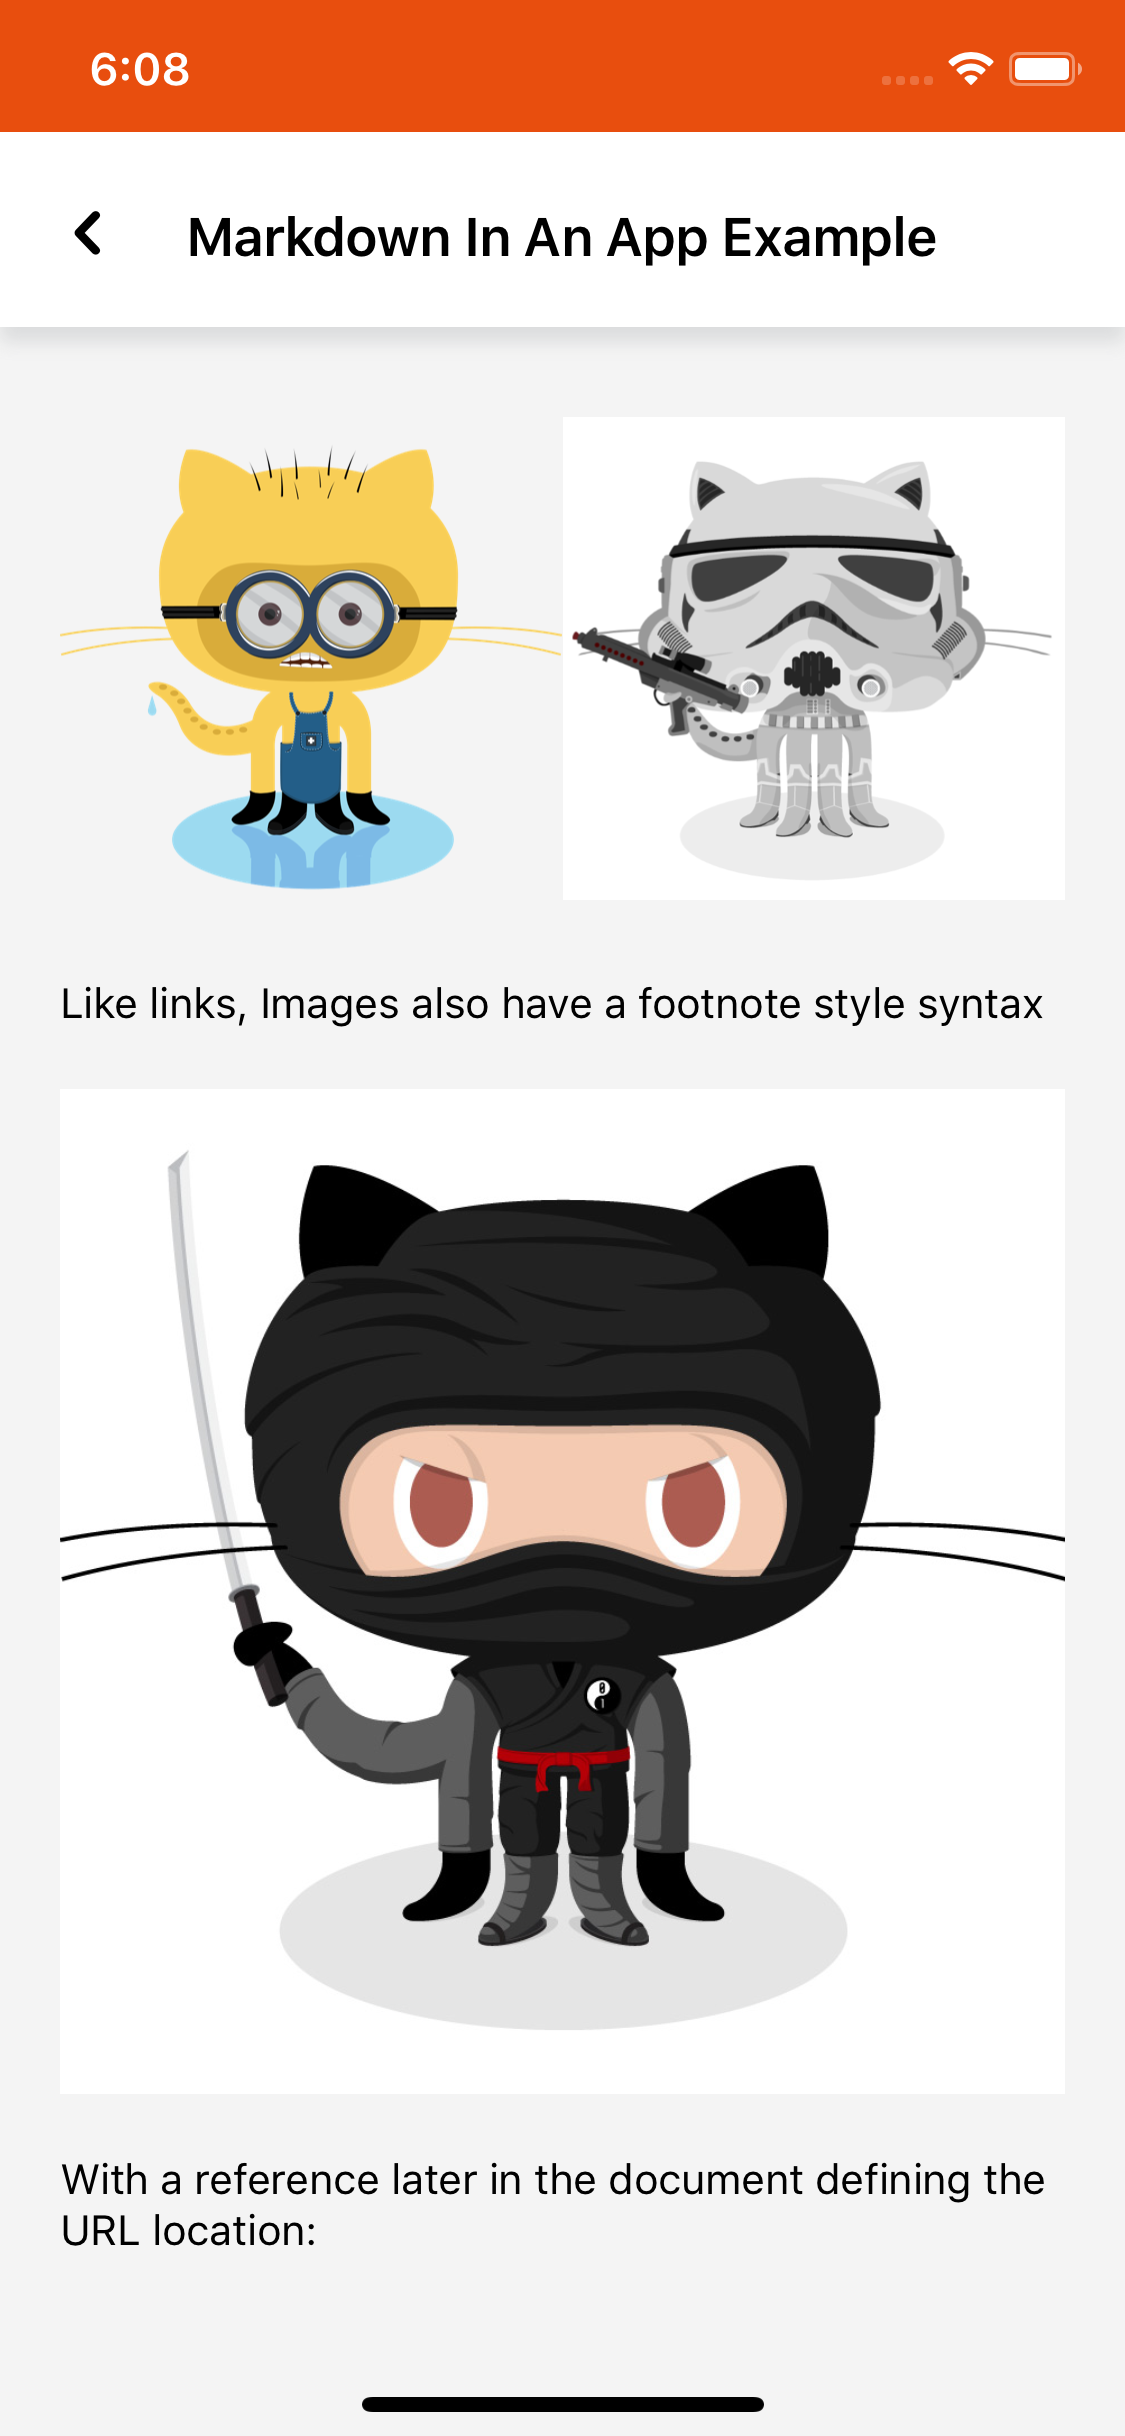 6:08
Markdown In An App Example
Like links, Images also have a footnote style syntax
With a reference later in the document defining the
URL location: